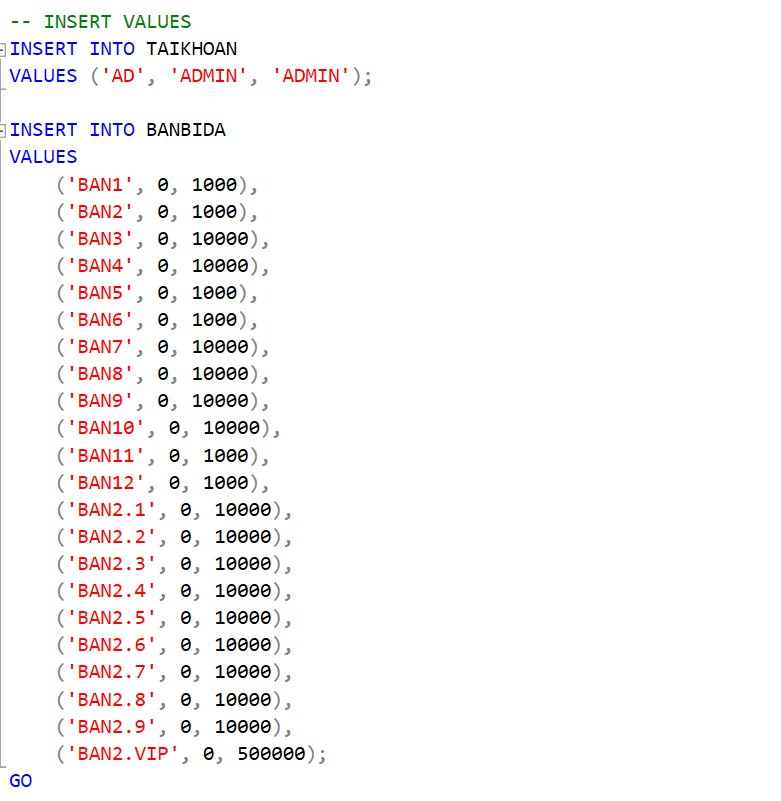 -- INSERT VALUES
INSERT INTO TAIKHOAN
VALUES ('AD', 'ADMIN', 'ADMIN');
INSERT INTO BANBIDA
VALUES
('BAN1', 0, 1000),
('BAN2', 0, 1000),
('BAN3', 0, 10000),
('BAN4', 0, 10000),
('BAN5', 0, 1000),
('BAN6', 0, 1000),
('BAN7', 0, 10000),
('BAN8', 0, 10000),
('BAN9', 0, 10000),
('BAN10', 0, 10000),
('BAN11', 0, 1000),
('BAN12', 0, 1000),
('BAN2.1', 0, 10000),
('BAN2.2', 0, 10000),
('BAN2.3', 0, 10000),
('BAN2.4', 0, 10000),
('BAN2.5', 0, 10000),
('BAN2.6', 0, 10000),
('BAN2.7', 0, 10000),
('BAN2.8', 0, 10000),
('BAN2.9', 0, 10000),
('BAN2.VIP', 0, 500000);
GO